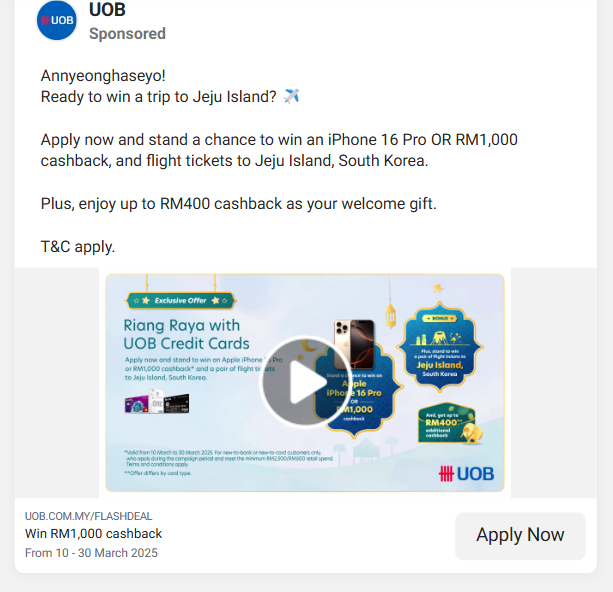 UOB
UOB
Sponsored
Annyeonghaseyo!
Ready to win a trip to Jeju Island? ✈️
Apply now and stand a chance to win an iPhone 16 Pro OR RM1,000
cashback, and flight tickets to Jeju Island, South Korea.
Plus, enjoy up to RM400 cashback as your welcome gift.
T&C apply.
Exclusive Offer
Riang Raya with
UOB Credit Cards
Apply now and stand to win an Apple iPhone Pro
or RM1,000 cashback* and a pair of flight
to Jeju Island, South Korea.
Stand a chance to win an
Apple
iPhone 16 Pro
OR
RM1,000
cashback
BONUS
Plus, stand to win
a pair of flight tickets to
Jeju Island,
South Korea
And, get up to
RM400**
additional
cashback
*Valid from 10 March to 30 March 2025. For new-to-bank or new-to-card customers only
who apply during the campaign period and meet the minimum RM2,500/RM500 retail spend.
Terms and conditions apply.
**Offer differs by card type.
UOB
UOB.COM.MY/FLASHDEAL
Win RM1,000 cashback
From 10 - 30 March 2025
Apply Now